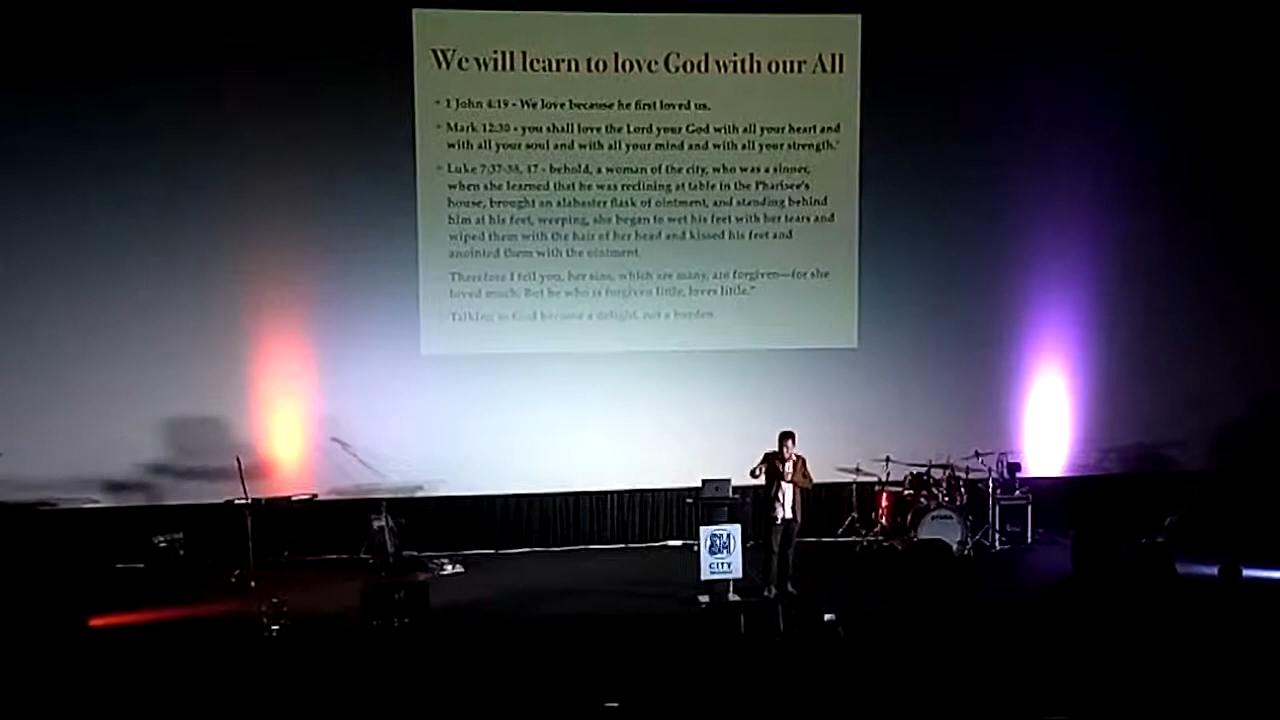 We will learn to love God with our All
1 John 4:19 - We love because he first loved us.
Mark 12:30 - you shall love the Lord your God with all your heart and
with all your soul and with all your mind and with all your strength.'
Luke 7:37-38, 47 - behold, a woman of the city, who was a sinner,
when she learned that he was reclining at table in the Pharisee's
house, brought an alabaster flask of ointment, and standing behind
him at his feet, weeping, she began to wet his feet with her tears and
wiped them with the hair of her head and kissed his feet and
anointed them with the ointment.
Therefore I tell you, her sins, which are many, are forgiven—for she
loved much. But he who is forgiven little, loves little."
Talking to God become a delight, not a burden.
SM
CITY
TAMA